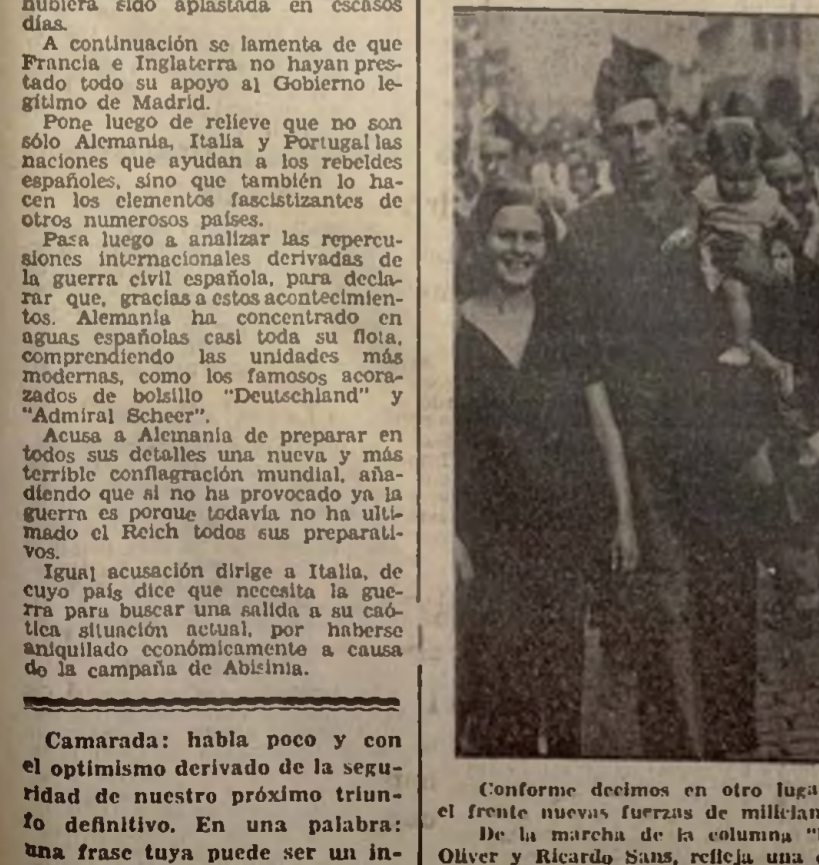 hubiera sido aplastada en escasos
días.
A continuación se lamenta de que
Francia e Inglaterra no hayan pres-
tado todo su apoyo al Gobierno le-
gítimo de Madrid.
Pone luego de relieve que no son
sólo Alemania, Italia y Portugal las
naciones que ayudan a los rebeldes
españoles, sino que también lo ha-
cen los elementos fascistizantes de
otros numerosos países.
Pasa luego a analizar las repercu-
siones internacionales derivadas de
la guerra civil española, para decla-
rar que, gracias a estos acontecimien-
tos. Alemania ha concentrado en
aguas españolas casi toda su flota,
comprendiendo las unidades más
modernas, como los famosos acora-
zados de bolsillo "Deutschland" y
"Admiral Scheer".
Acusa a Alemania de preparar en
todos sus detalles una nueva y más
terrible conflagración mundial, aña-
diendo que si no ha provocado ya la
guerra es porque todavía no ha ulti-
mado el Reich todos sus preparati-
vos.
Igual acusación dirige a Italia, de
cuyo país dice que necesita la gue-
rra para buscar una salida a su caó-
tica situación actual, por haberse
aniquilado económicamente a causa
de la campaña de Abisinia.
Camarada: habla poco y con
el optimismo derivado de la segu-
ridad de nuestro próximo triun-
fo definitivo. En una palabra:
una frase tuya puede ser un in-
Conforme decimos en otro luga
el frente nuevas fuerzas de milician
De la marcha de la columna "
Oliver y Ricardo Sans, refleja una